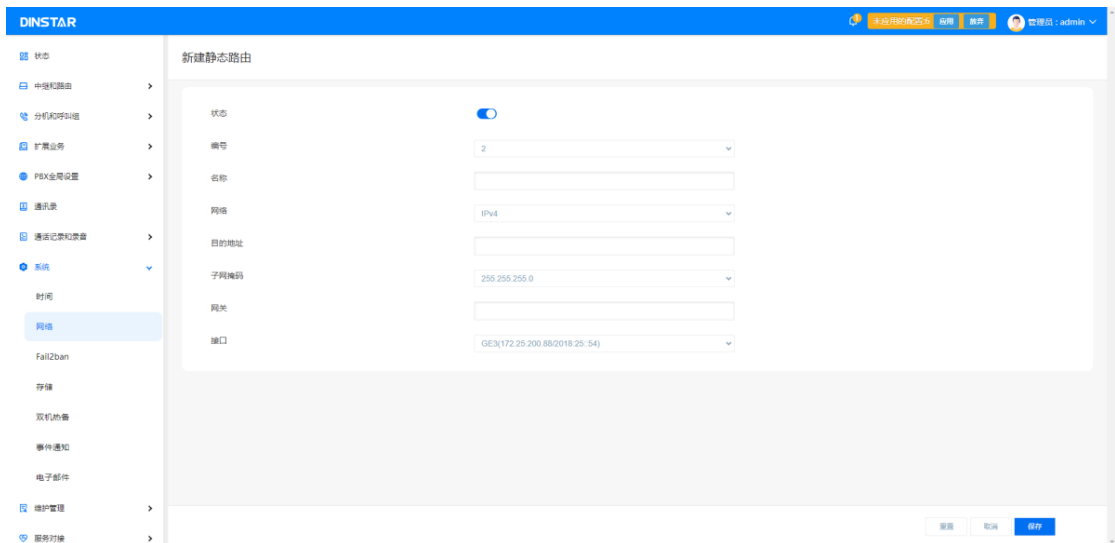 DINSTAR
未应用的配置
应用
放弃
管理员 : admin
状态
中继和路由
分机和呼叫组
扩展业务
PBX全局设置
通讯录
通话记录和录音
系统
时间
网络
Fail2ban
存储
双机热备
事件通知
电子邮件
维护管理
服务对接
新建静态路由
状态
编号
2
名称
网络
IPv4
目的地址
子网掩码
255.255.255.0
网关
接口
GE3(172.25.200.88/2018:25::54)
重置
取消
保存